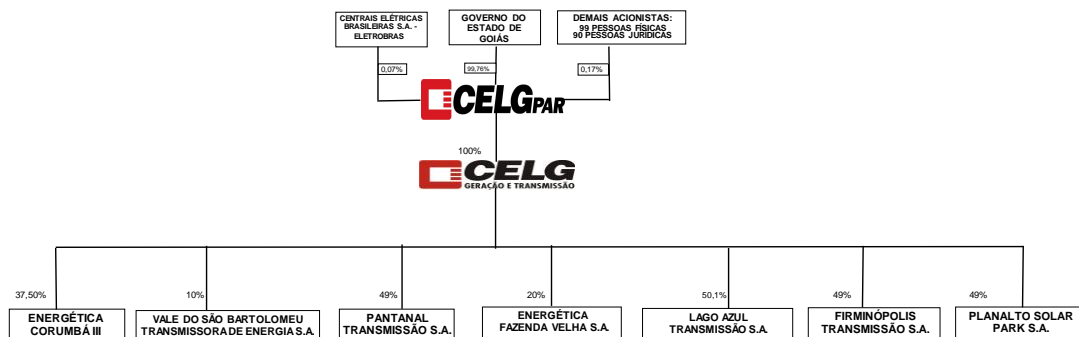 CENTRAIS ELÉTRICAS
BRASILEIRAS S.A. -
ELETROBRAS
GOVERNO DO
ESTADO DE
GOIÁS
DEMAIS ACIONISTAS:
99 PESSOAS FÍSICAS
90 PESSOAS JURÍDICAS
0,07%
99,76%
0,17%
CELGPAR
100%
CELG
GERAÇÃO E TRANSMISSÃO
37,50%
10%
49%
20%
50,1%
49%
49%
ENERGÉTICA
CORUMBÁ III
VALE DO SÃO BARTOLOMEU
TRANSMISSORA DE ENERGIA S.A.
PANTANAL
TRANSMISSÃO S.A.
ENERGÉTICA
FAZENDA VELHA S.A.
LAGO AZUL
TRANSMISSÃO S.A.
FIRMINÓPOLIS
TRANSMISSÃO S.A.
PLANALTO SOLAR
PARK S.A.